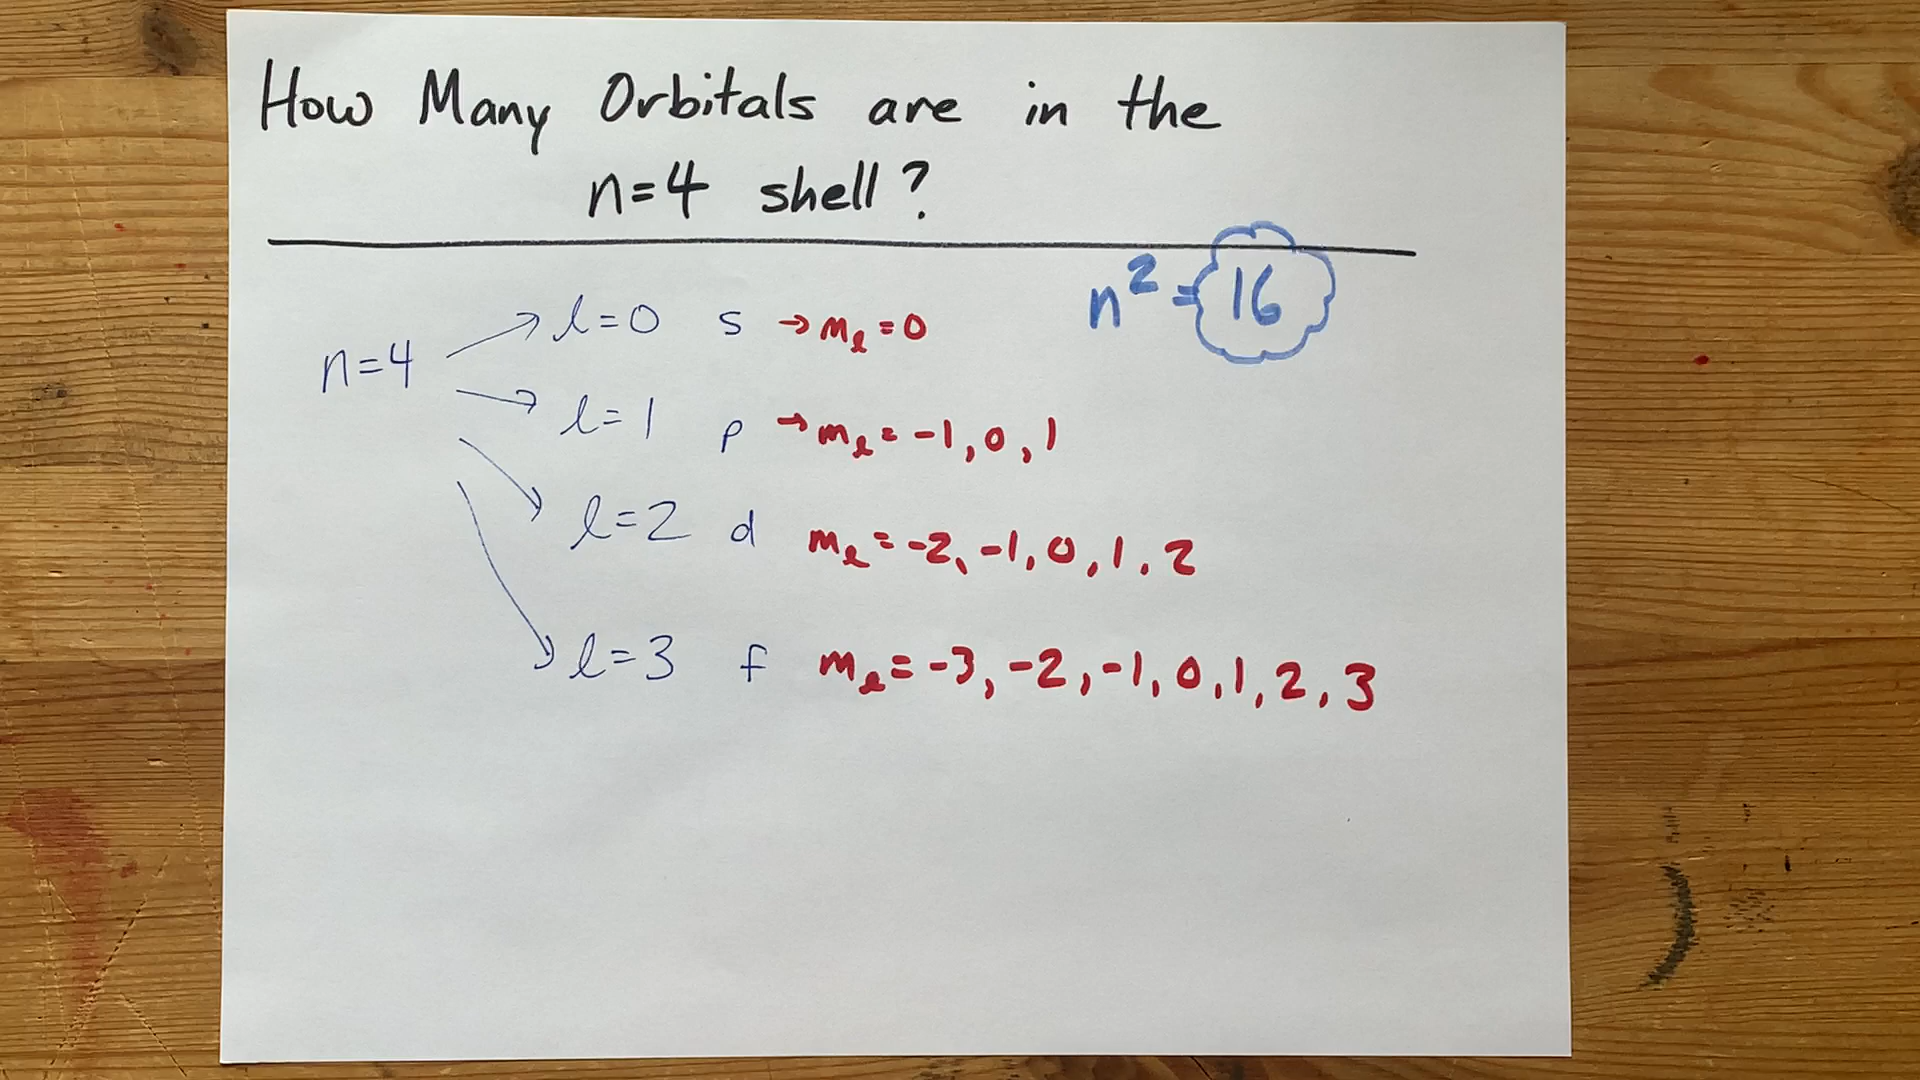 How Many Orbitals are in the
n=4 shell?
n² = 16
n=4
l=0 s → mₗ = 0
l=1 p → mₗ = -1, 0, 1
l=2 d mₗ = -2, -1, 0, 1, 2
l=3 f mₗ = -3, -2, -1, 0, 1, 2, 3